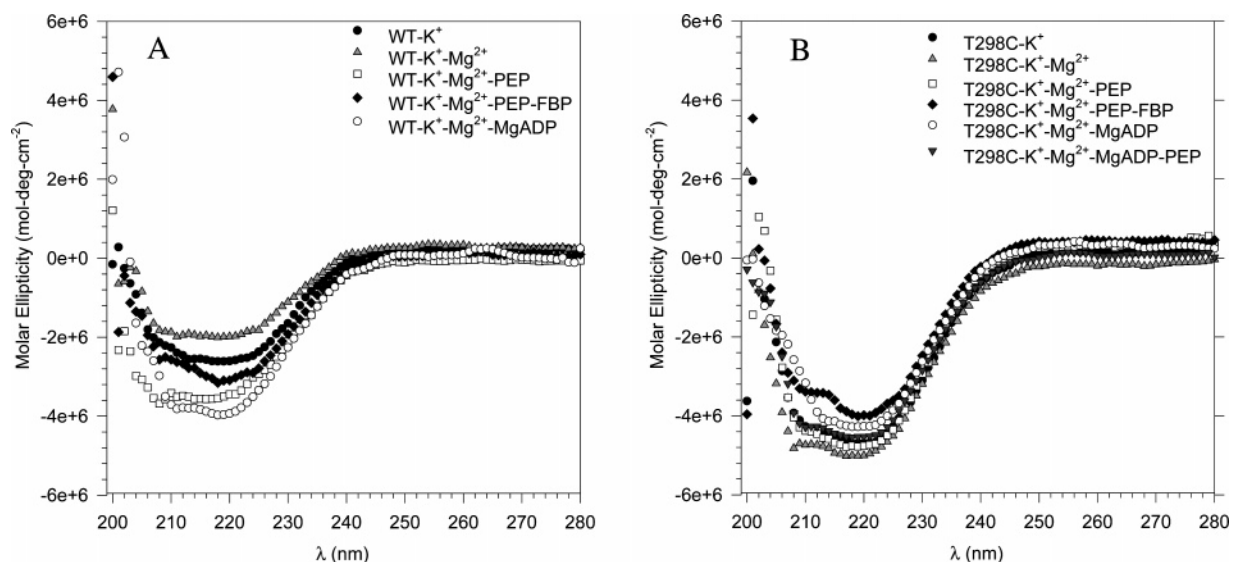 A
WT-K⁺
WT-K⁺-Mg²⁺
WT-K⁺-Mg²⁺-PEP
WT-K⁺-Mg²⁺-PEP-FBP
WT-K⁺-Mg²⁺-MgADP
6e+6
4e+6
2e+6
0e+0
-2e+6
-4e+6
-6e+6
Molar Ellipticity (mol-deg-cm⁻²)
200 210 220 230 240 250 260 270 280
λ (nm)
B
T298C-K⁺
T298C-K⁺-Mg²⁺
T298C-K⁺-Mg²⁺-PEP
T298C-K⁺-Mg²⁺-PEP-FBP
T298C-K⁺-Mg²⁺-MgADP
T298C-K⁺-Mg²⁺-MgADP-PEP
6e+6
4e+6
2e+6
0e+0
-2e+6
-4e+6
-6e+6
Molar Ellipticity (mol-deg-cm⁻²)
200 210 220 230 240 250 260 270 280
λ (nm)